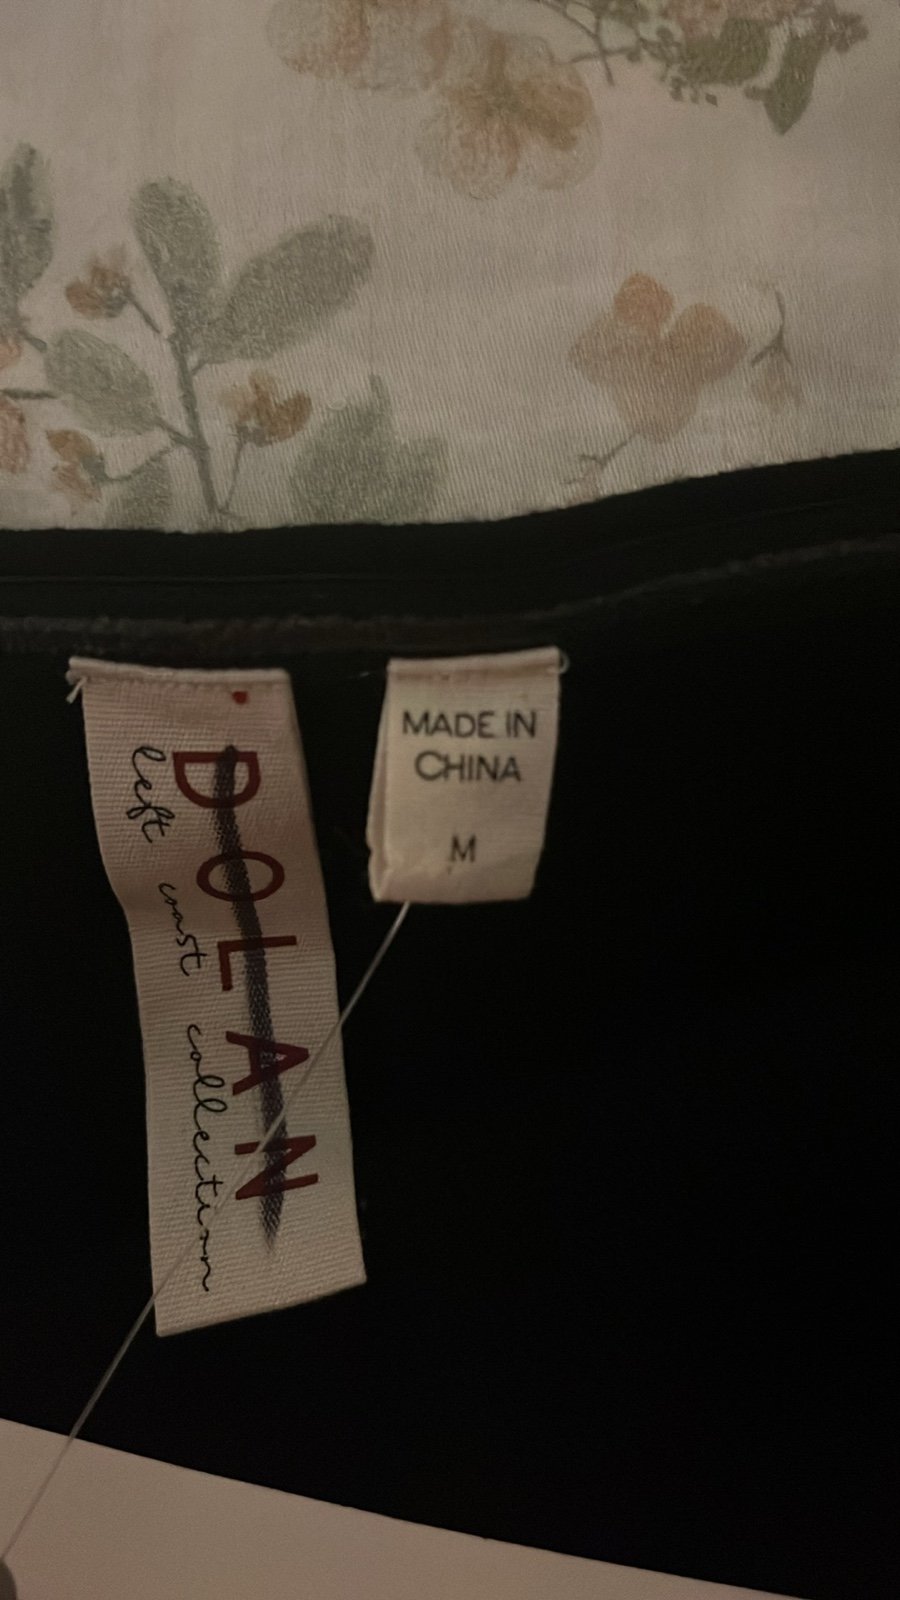 DOLAN
left coast collection
MADE IN
CHINA
M